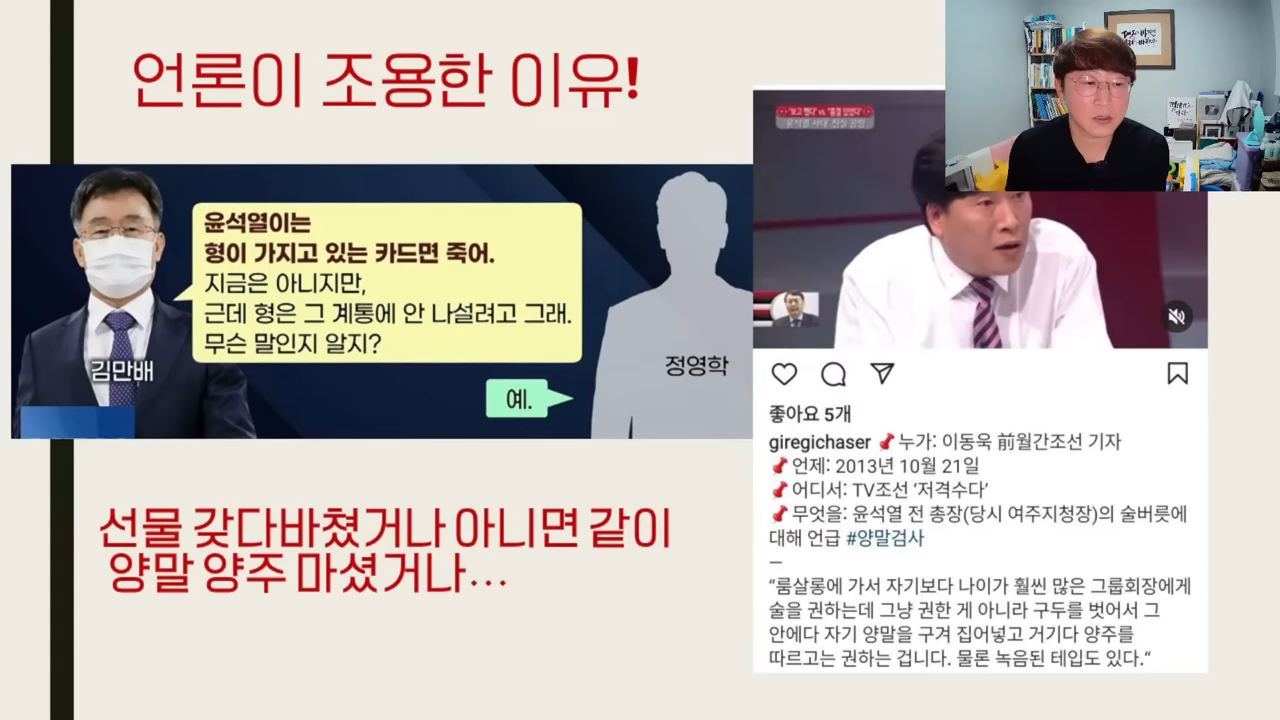 언론이 조용한 이유!
윤석열이는
형이 가지고 있는 카드면 죽어.
지금은 아니지만,
근데 형은 그 계통에 안 나설려고 그래.
무슨 말인지 알지?
김만배
정영학
예.
선물 갖다바쳤거나 아니면 같이
양말 양주 마셨거나...
좋아요 5개
giregichaser 📌누가: 이동욱 前월간조선 기자
📌언제: 2013년 10월 21일
📌어디서: TV조선 ‘저격수다’
📌무엇을: 윤석열 전 총장(당시 여주지청장)의 술버릇에
대해 언급 #양말검사
—
“룸살롱에 가서 자기보다 나이가 훨씬 많은 그룹회장에게
술을 권하는데 그냥 권한 게 아니라 구두를 벗어서 그
안에다 자기 양말을 구겨 집어넣고 거기다 양주를
따르고는 권하는 겁니다. 물론 녹음된 테입도 있다.“